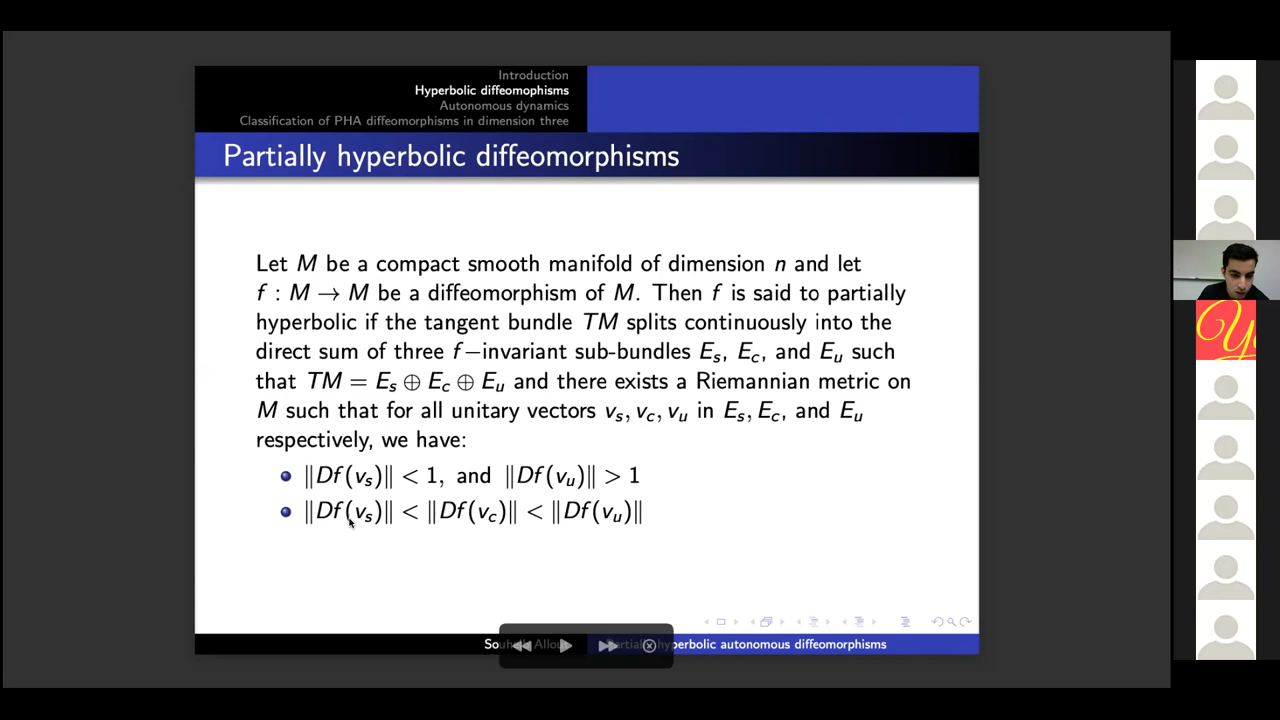 Introduction
Hyperbolic diffeomophisms
Autonomous dynamics
Classification of PHA diffeomorphisms in dimension three
Partially hyperbolic diffeomorphisms
Let M be a compact smooth manifold of dimension n and let
f : M → M be a diffeomorphism of M. Then f is said to partially
hyperbolic if the tangent bundle TM splits continuously into the
direct sum of three f−invariant sub-bundles E_s, E_c, and E_u such
that TM = E_s ⊕ E_c ⊕ E_u and there exists a Riemannian metric on
M such that for all unitary vectors v_s, v_c, v_u in E_s, E_c, and E_u
respectively, we have:
‖Df(v_s)‖ < 1, and ‖Df(v_u)‖ > 1
‖Df(v_s)‖ < ‖Df(v_c)‖ < ‖Df(v_u)‖
hyperbolic autonomous diffeomorphisms